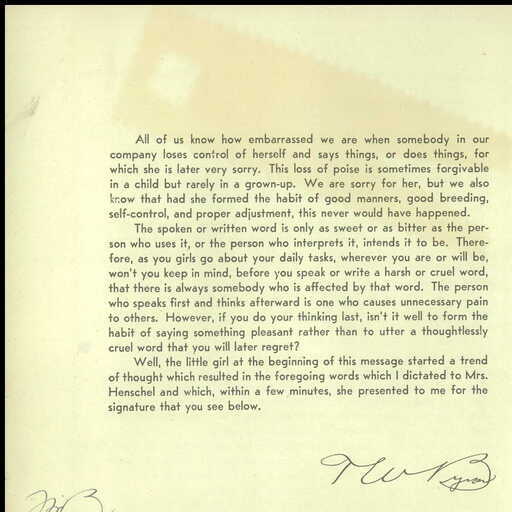 All of us know how embarrassed we are when somebody in our
company loses control of herself and says things, or does things, for
which she is later very sorry. This loss of poise is sometimes forgivable
in a child but rarely in a grown-up. We are sorry for her, but we also
know that had she formed the habit of good manners, good breeding,
self-control, and proper adjustment, this never would have happened.
The spoken or written word is only as sweet or as bitter as the per-
son who uses it, or the person who interprets it, intends it to be. There-
fore, as you girls go about your daily tasks, wherever you are or will be,
won't you keep in mind, before you speak or write a harsh or cruel word,
that there is always somebody who is affected by that word. The person
who speaks first and thinks afterward is one who causes unnecessary pain
to others. However, if you do your thinking last, isn't it well to form the
habit of saying something pleasant rather than to utter a thoughtlessly
cruel word that you will later regret?
Well, the little girl at the beginning of this message started a trend
of thought which resulted in the foregoing words which I dictated to Mrs.
Henschel and which, within a few minutes, she presented to me for the
signature that you see below.